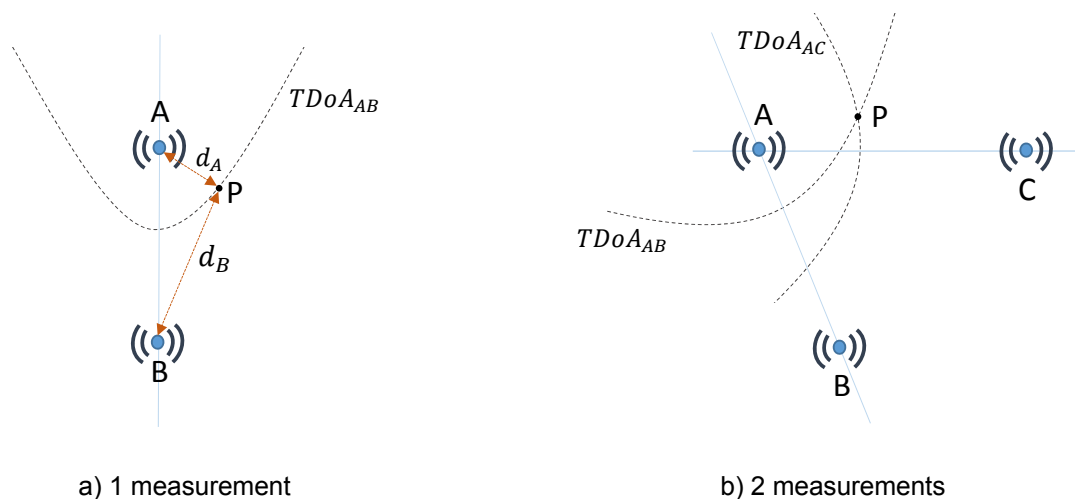 A
TDoA_AB
d_A
P
d_B
B
a) 1 measurement
TDoA_AC
A
P
C
TDoA_AB
B
b) 2 measurements